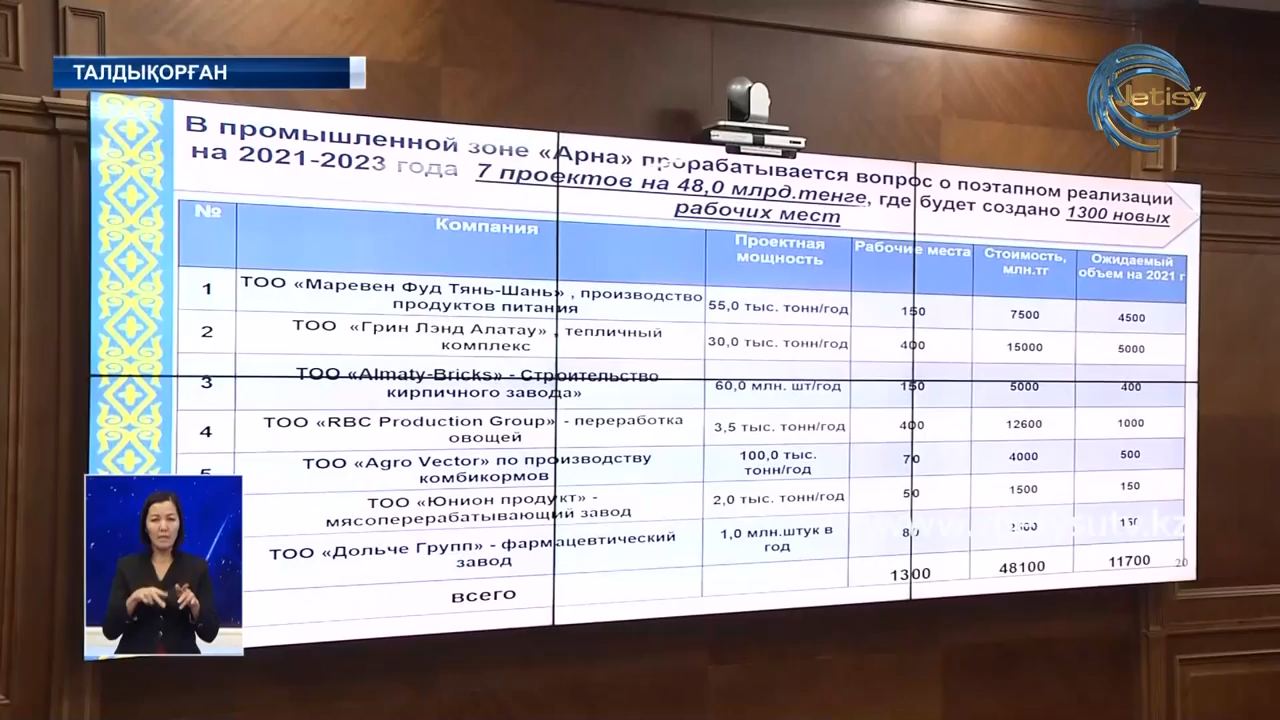 ТАЛДЫҚОРҒАН
Jetisý
В промышленной зоне «Арна» прорабатывается вопрос о поэтапном реализации
на 2021-2023 года 7 проектов на 48,0 млрд.тенге, где будет создано 1300 новых
рабочих мест
№ Компания Проектная мощность Рабочие места Стоимость, млн.тг Ожидаемый объем на 2021 г
1 ТОО «Маревен Фуд Тянь-Шань» , производство продуктов питания 55,0 тыс. тонн/год 150 7500 4500
2 ТОО «Грин Лэнд Алатау» , тепличный комплекс 30,0 тыс. тонн/год 400 15000 5000
3 ТОО «Almaty-Bricks» - Строительство кирпичного завода» 60,0 млн. шт/год 150 5000 400
4 ТОО «RBC Production Group» - переработка овощей 3,5 тыс. тонн/год 400 12600 1000
5 ТОО «Agro Vector» по производству комбикормов 100,0 тыс. тонн/год 70 4000 500
ТОО «Юнион продукт» - мясоперерабатывающий завод 2,0 тыс. тонн/год 50 1500 150
ТОО «Дольче Групп» - фармацевтический завод 1,0 млн.штук в год 80
всего 1300 48100 11700
20